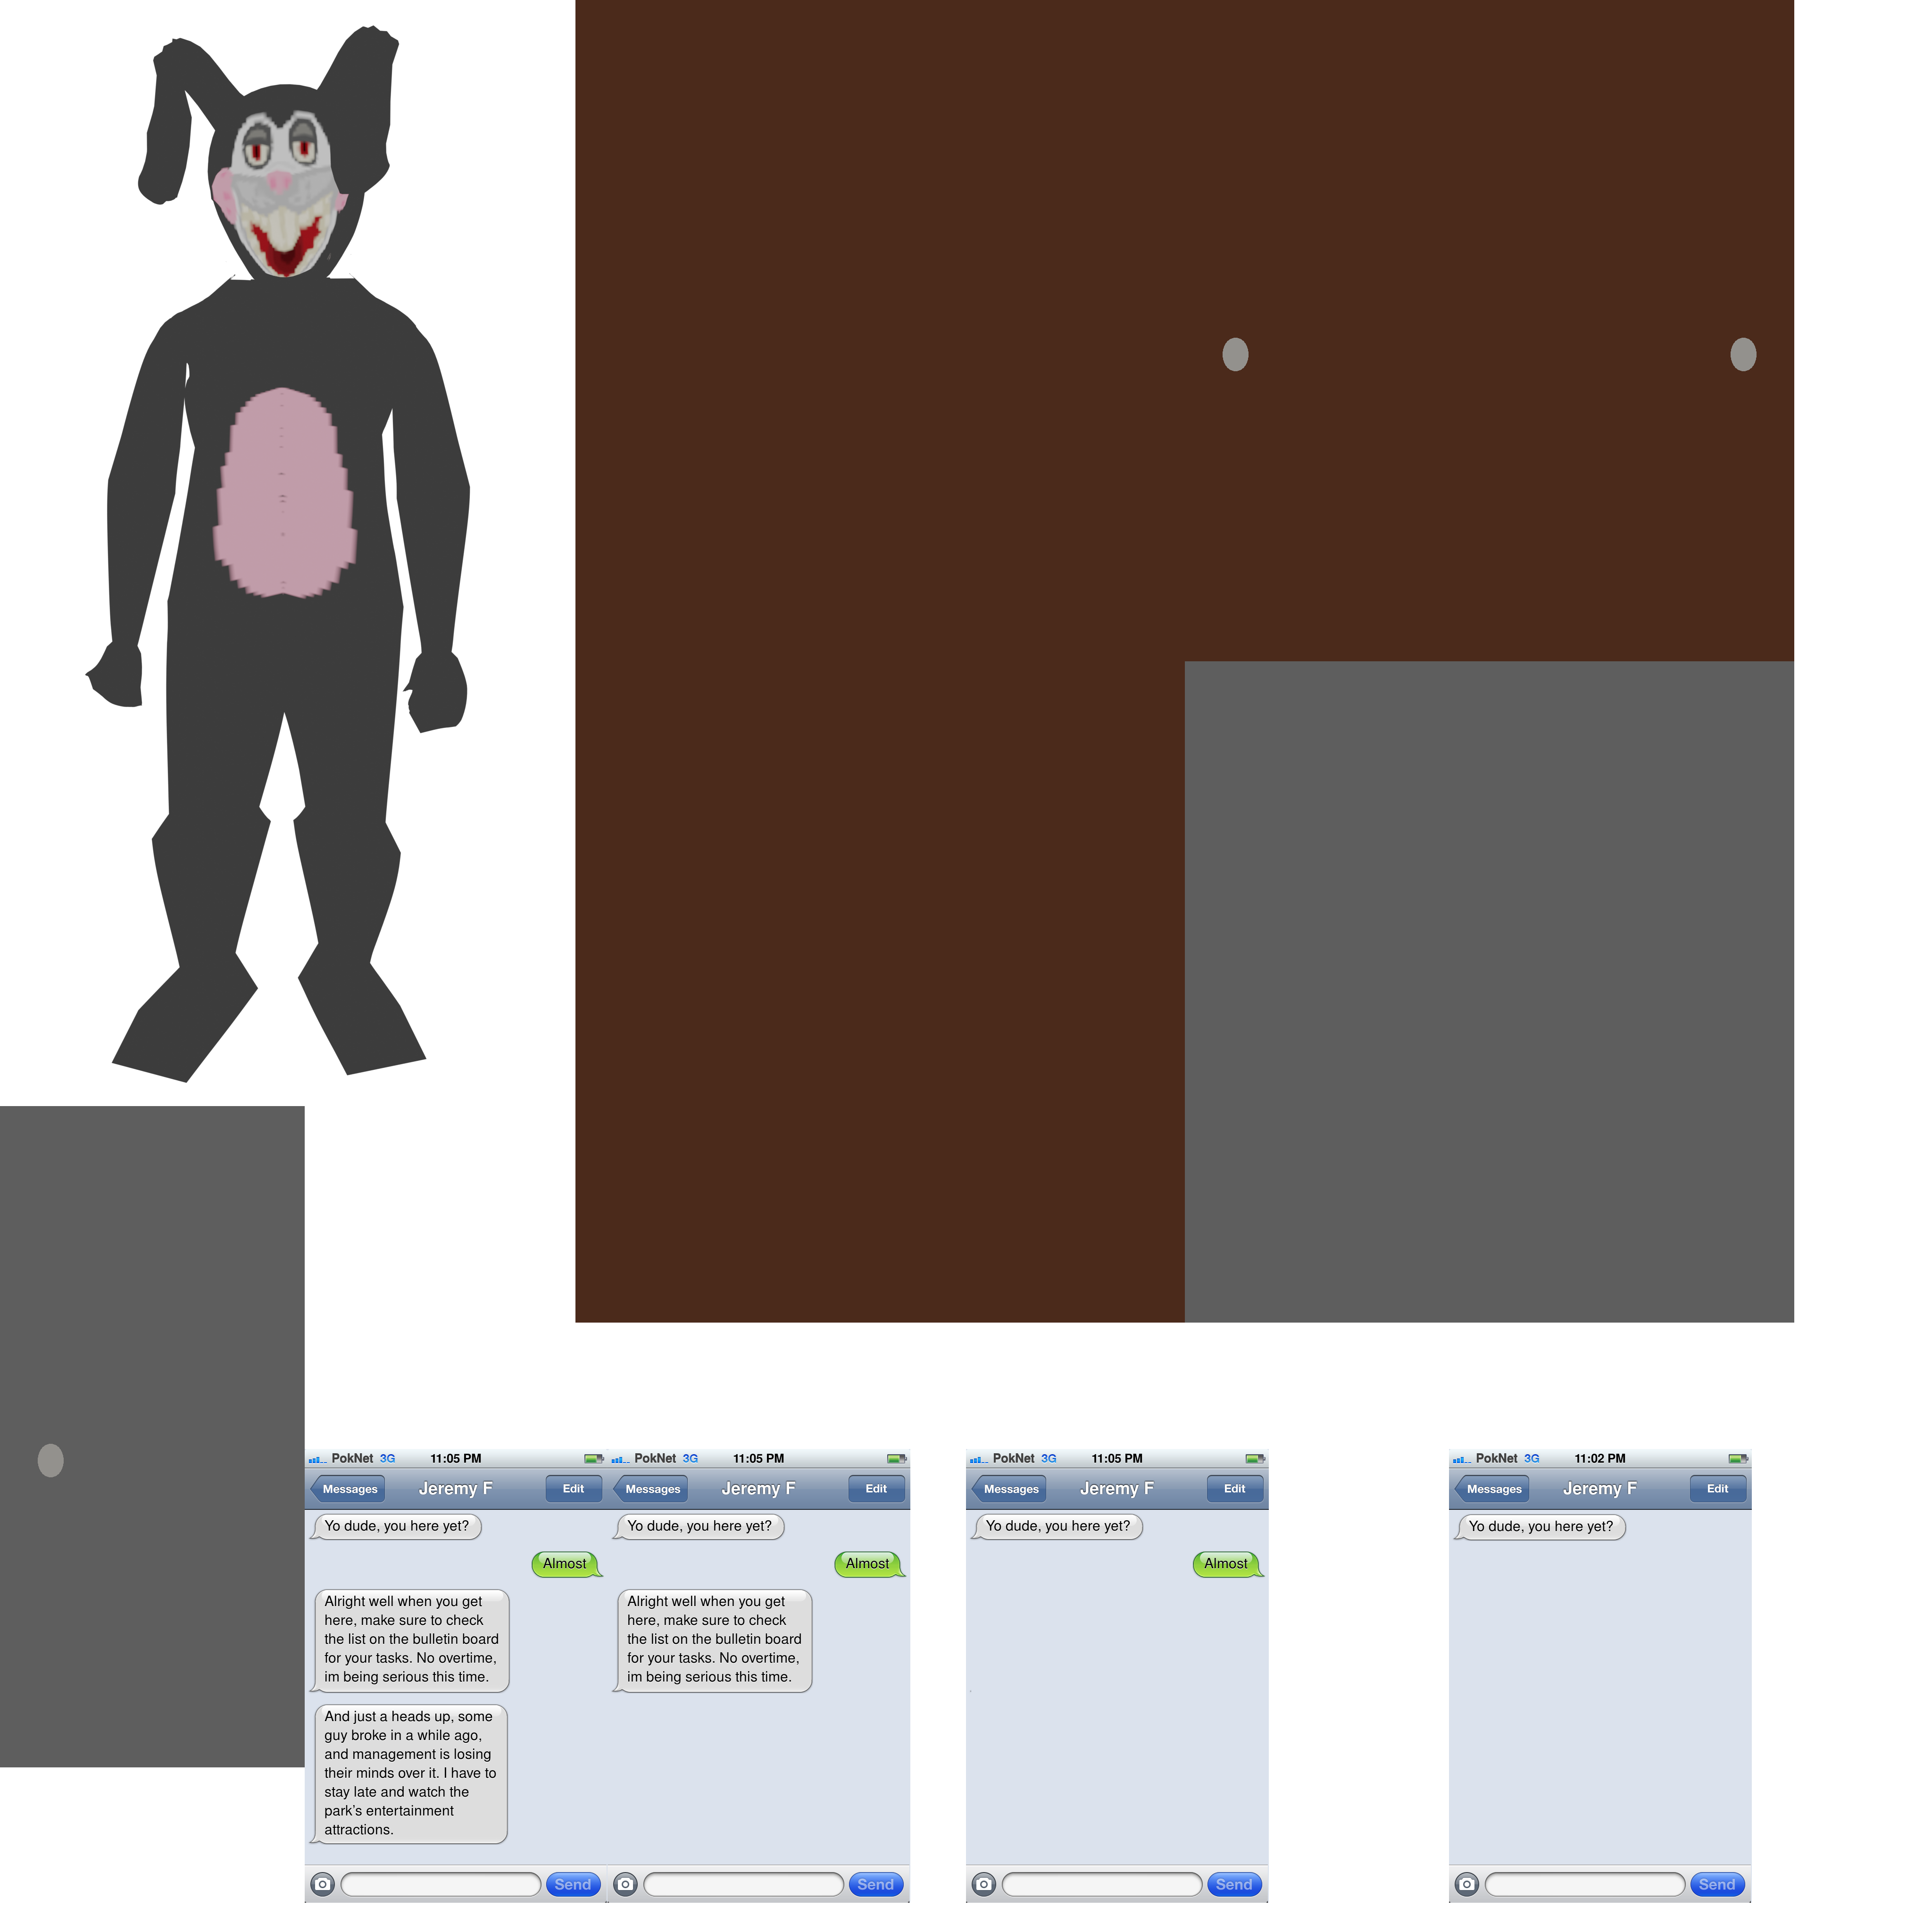 PokNet 3G 11:05 PM
Messages Jeremy F Edit
Yo dude, you here yet?
Almost
Alright well when you get
here, make sure to check
the list on the bulletin board
for your tasks. No overtime,
im being serious this time.
And just a heads up, some
guy broke in a while ago,
and management is losing
their minds over it. I have to
stay late and watch the
park's entertainment
attractions.
Send
PokNet 3G 11:05 PM
Messages Jeremy F Edit
Yo dude, you here yet?
Almost
Alright well when you get
here, make sure to check
the list on the bulletin board
for your tasks. No overtime,
im being serious this time.
Send
PokNet 3G 11:05 PM
Messages Jeremy F Edit
Yo dude, you here yet?
Almost
Send
PokNet 3G 11:02 PM
Messages Jeremy F Edit
Yo dude, you here yet?
Send